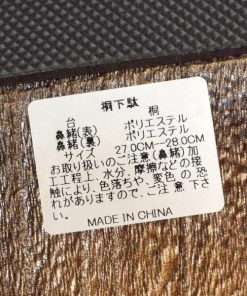 桐下駄
台 桐
鼻緒(表) ポリエステル
鼻緒(裏) ポリエステル
サイズ 27.0CM—28.0CM
お取り扱いのご注意(鼻緒)加
工工程上、水分、摩擦などの接
触により、色落ちや、変色の恐
れがありますので、ご注意下さ
い。
MADE IN CHINA